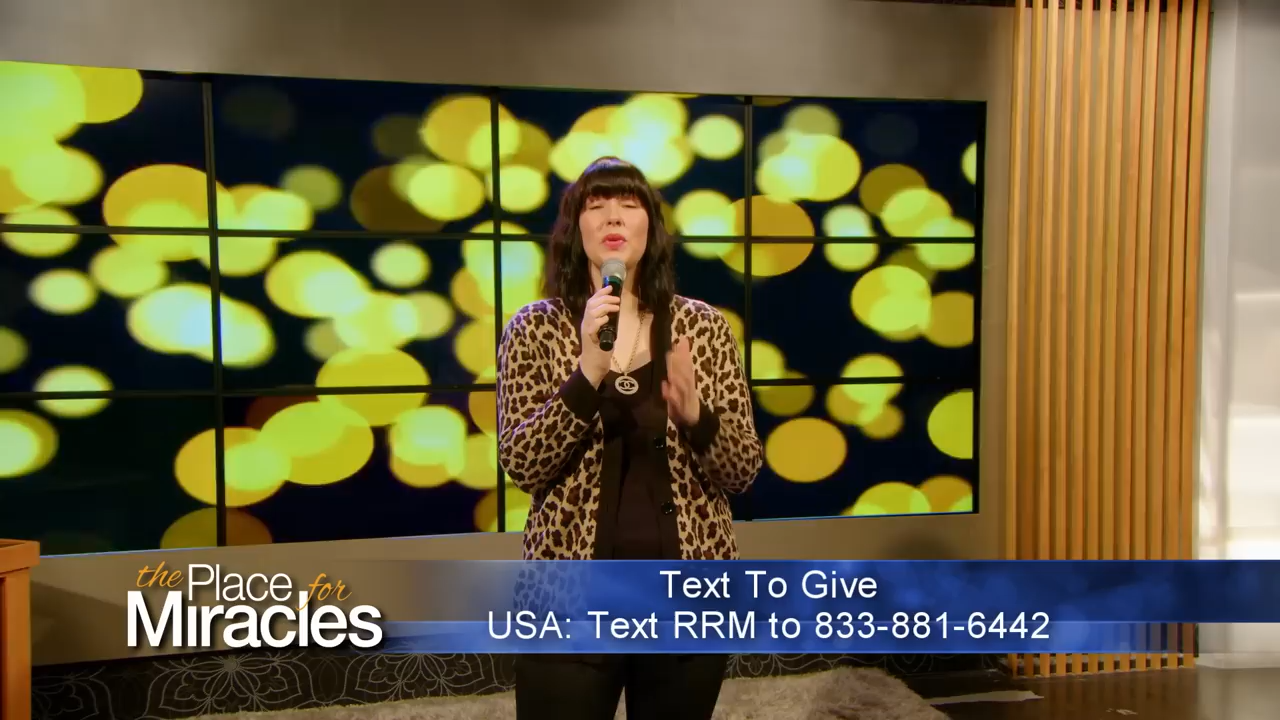 the Place for
Miracles
Text To Give
USA: Text RRM to 833-881-6442